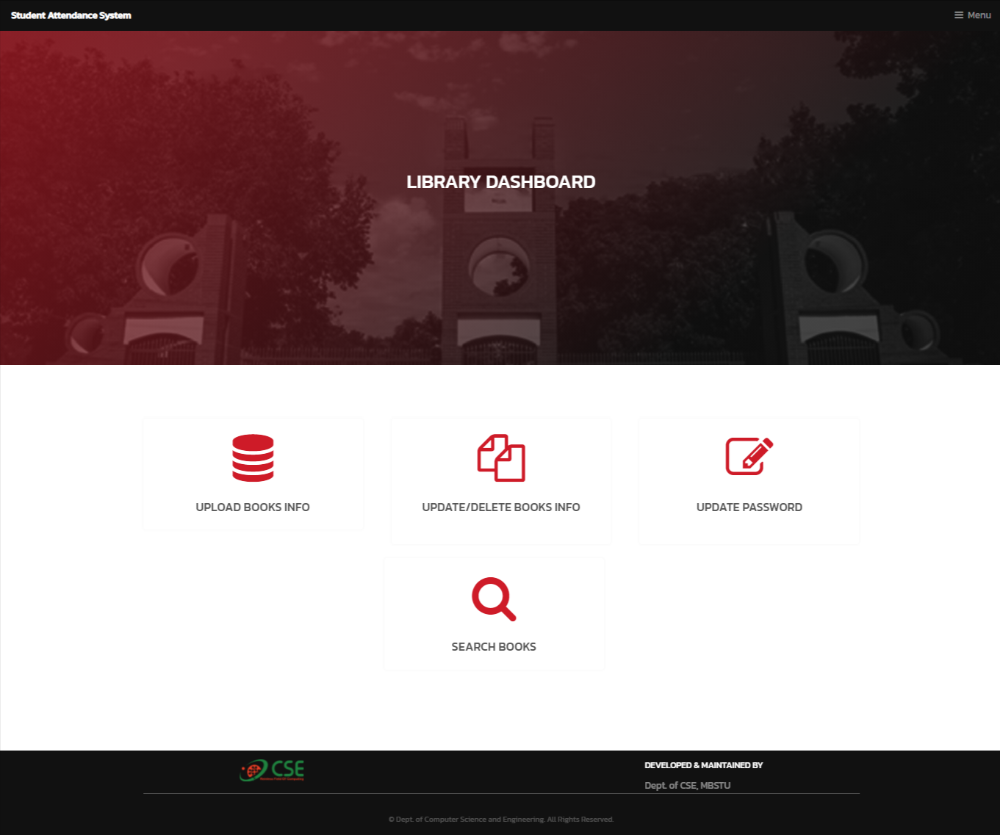 Student Attendance System
Menu
LIBRARY DASHBOARD
UPLOAD BOOKS INFO
UPDATE/DELETE BOOKS INFO
UPDATE PASSWORD
SEARCH BOOKS
CSE
DEVELOPED & MAINTAINED BY
Dept. of CSE, MBSTU
© Dept. of Computer Science and Engineering. All Rights Reserved.